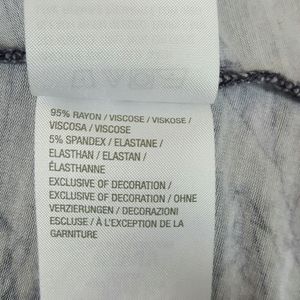 95% RAYON / VISCOSE / VISKOSE /
VISCOSA / VISCOSE
5% SPANDEX / ELASTANE /
ELASTHAN / ELASTAN /
ÉLASTHANNE
EXCLUSIVE OF DECORATION /
EXCLUSIVE OF DECORATION / OHNE
VERZIERUNGEN / DECORAZIONI
ESCLUSE / À L'EXCEPTION DE LA
GARNITURE